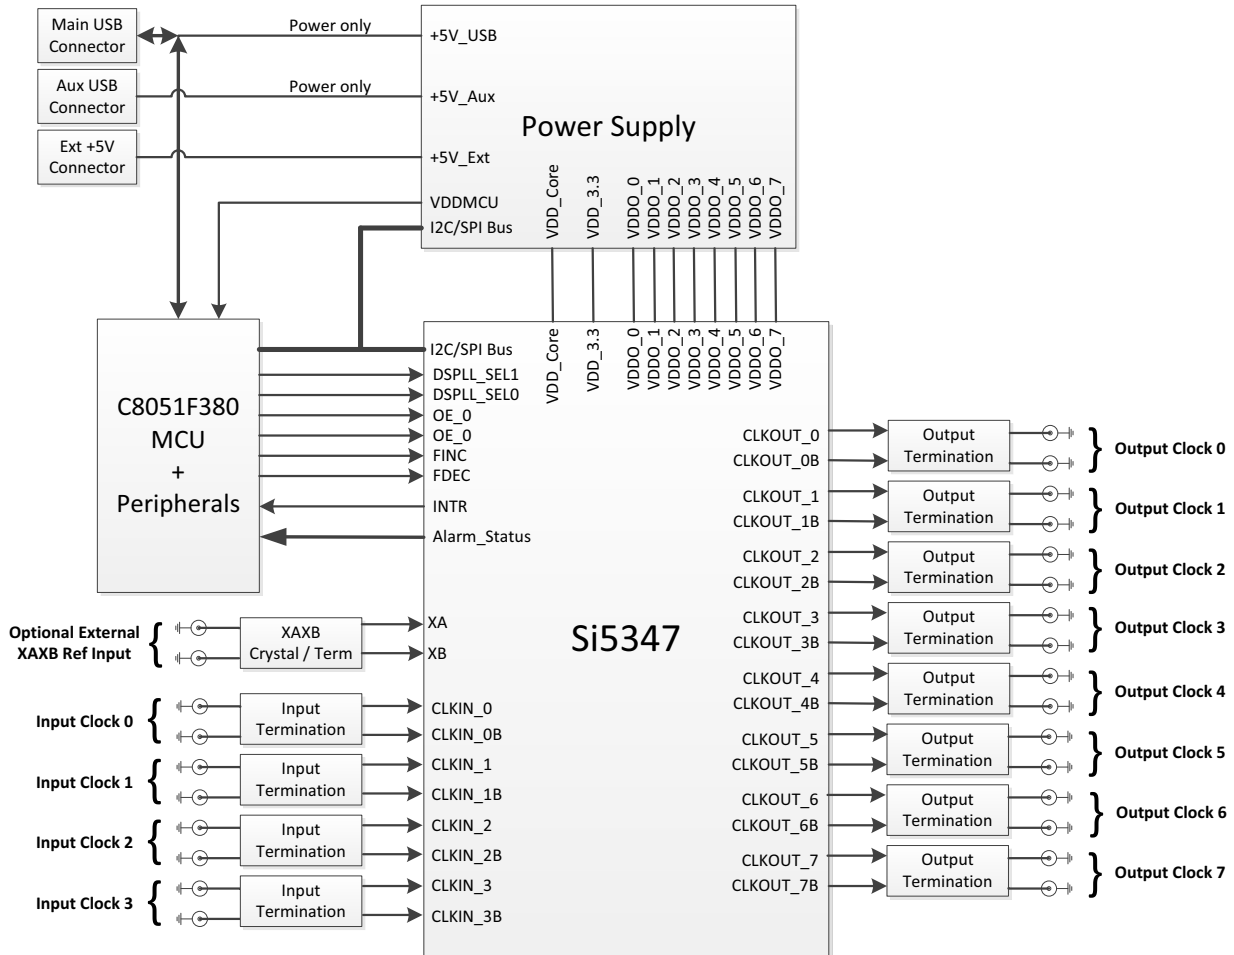 Main USB
Connector
Power only
+5V_USB
Aux USB
Connector
Power only
+5V_Aux
Ext +5V
Connector
+5V_Ext
Power Supply
VDDMCU
I2C/SPI Bus
VDD_Core
VDD_3.3
VDDO_0
VDDO_1
VDDO_2
VDDO_3
VDDO_4
VDDO_5
VDDO_6
VDDO_7
C8051F380
MCU
+
Peripherals
I2C/SPI Bus
DSPLL_SEL1
DSPLL_SEL0
OE_0
OE_0
FINC
FDEC
INTR
Alarm_Status
VDD_Core
VDD_3.3
VDDO_0
VDDO_1
VDDO_2
VDDO_3
VDDO_4
VDDO_5
VDDO_6
VDDO_7
Si5347
Optional External
XAXB Ref Input
XAXB
Crystal / Term
XA
XB
Input Clock 0
Input
Termination
CLKIN_0
CLKIN_0B
Input Clock 1
Input
Termination
CLKIN_1
CLKIN_1B
Input Clock 2
Input
Termination
CLKIN_2
CLKIN_2B
Input Clock 3
Input
Termination
CLKIN_3
CLKIN_3B
CLKOUT_0
CLKOUT_0B
Output
Termination
Output Clock 0
CLKOUT_1
CLKOUT_1B
Output
Termination
Output Clock 1
CLKOUT_2
CLKOUT_2B
Output
Termination
Output Clock 2
CLKOUT_3
CLKOUT_3B
Output
Termination
Output Clock 3
CLKOUT_4
CLKOUT_4B
Output
Termination
Output Clock 4
CLKOUT_5
CLKOUT_5B
Output
Termination
Output Clock 5
CLKOUT_6
CLKOUT_6B
Output
Termination
Output Clock 6
CLKOUT_7
CLKOUT_7B
Output
Termination
Output Clock 7